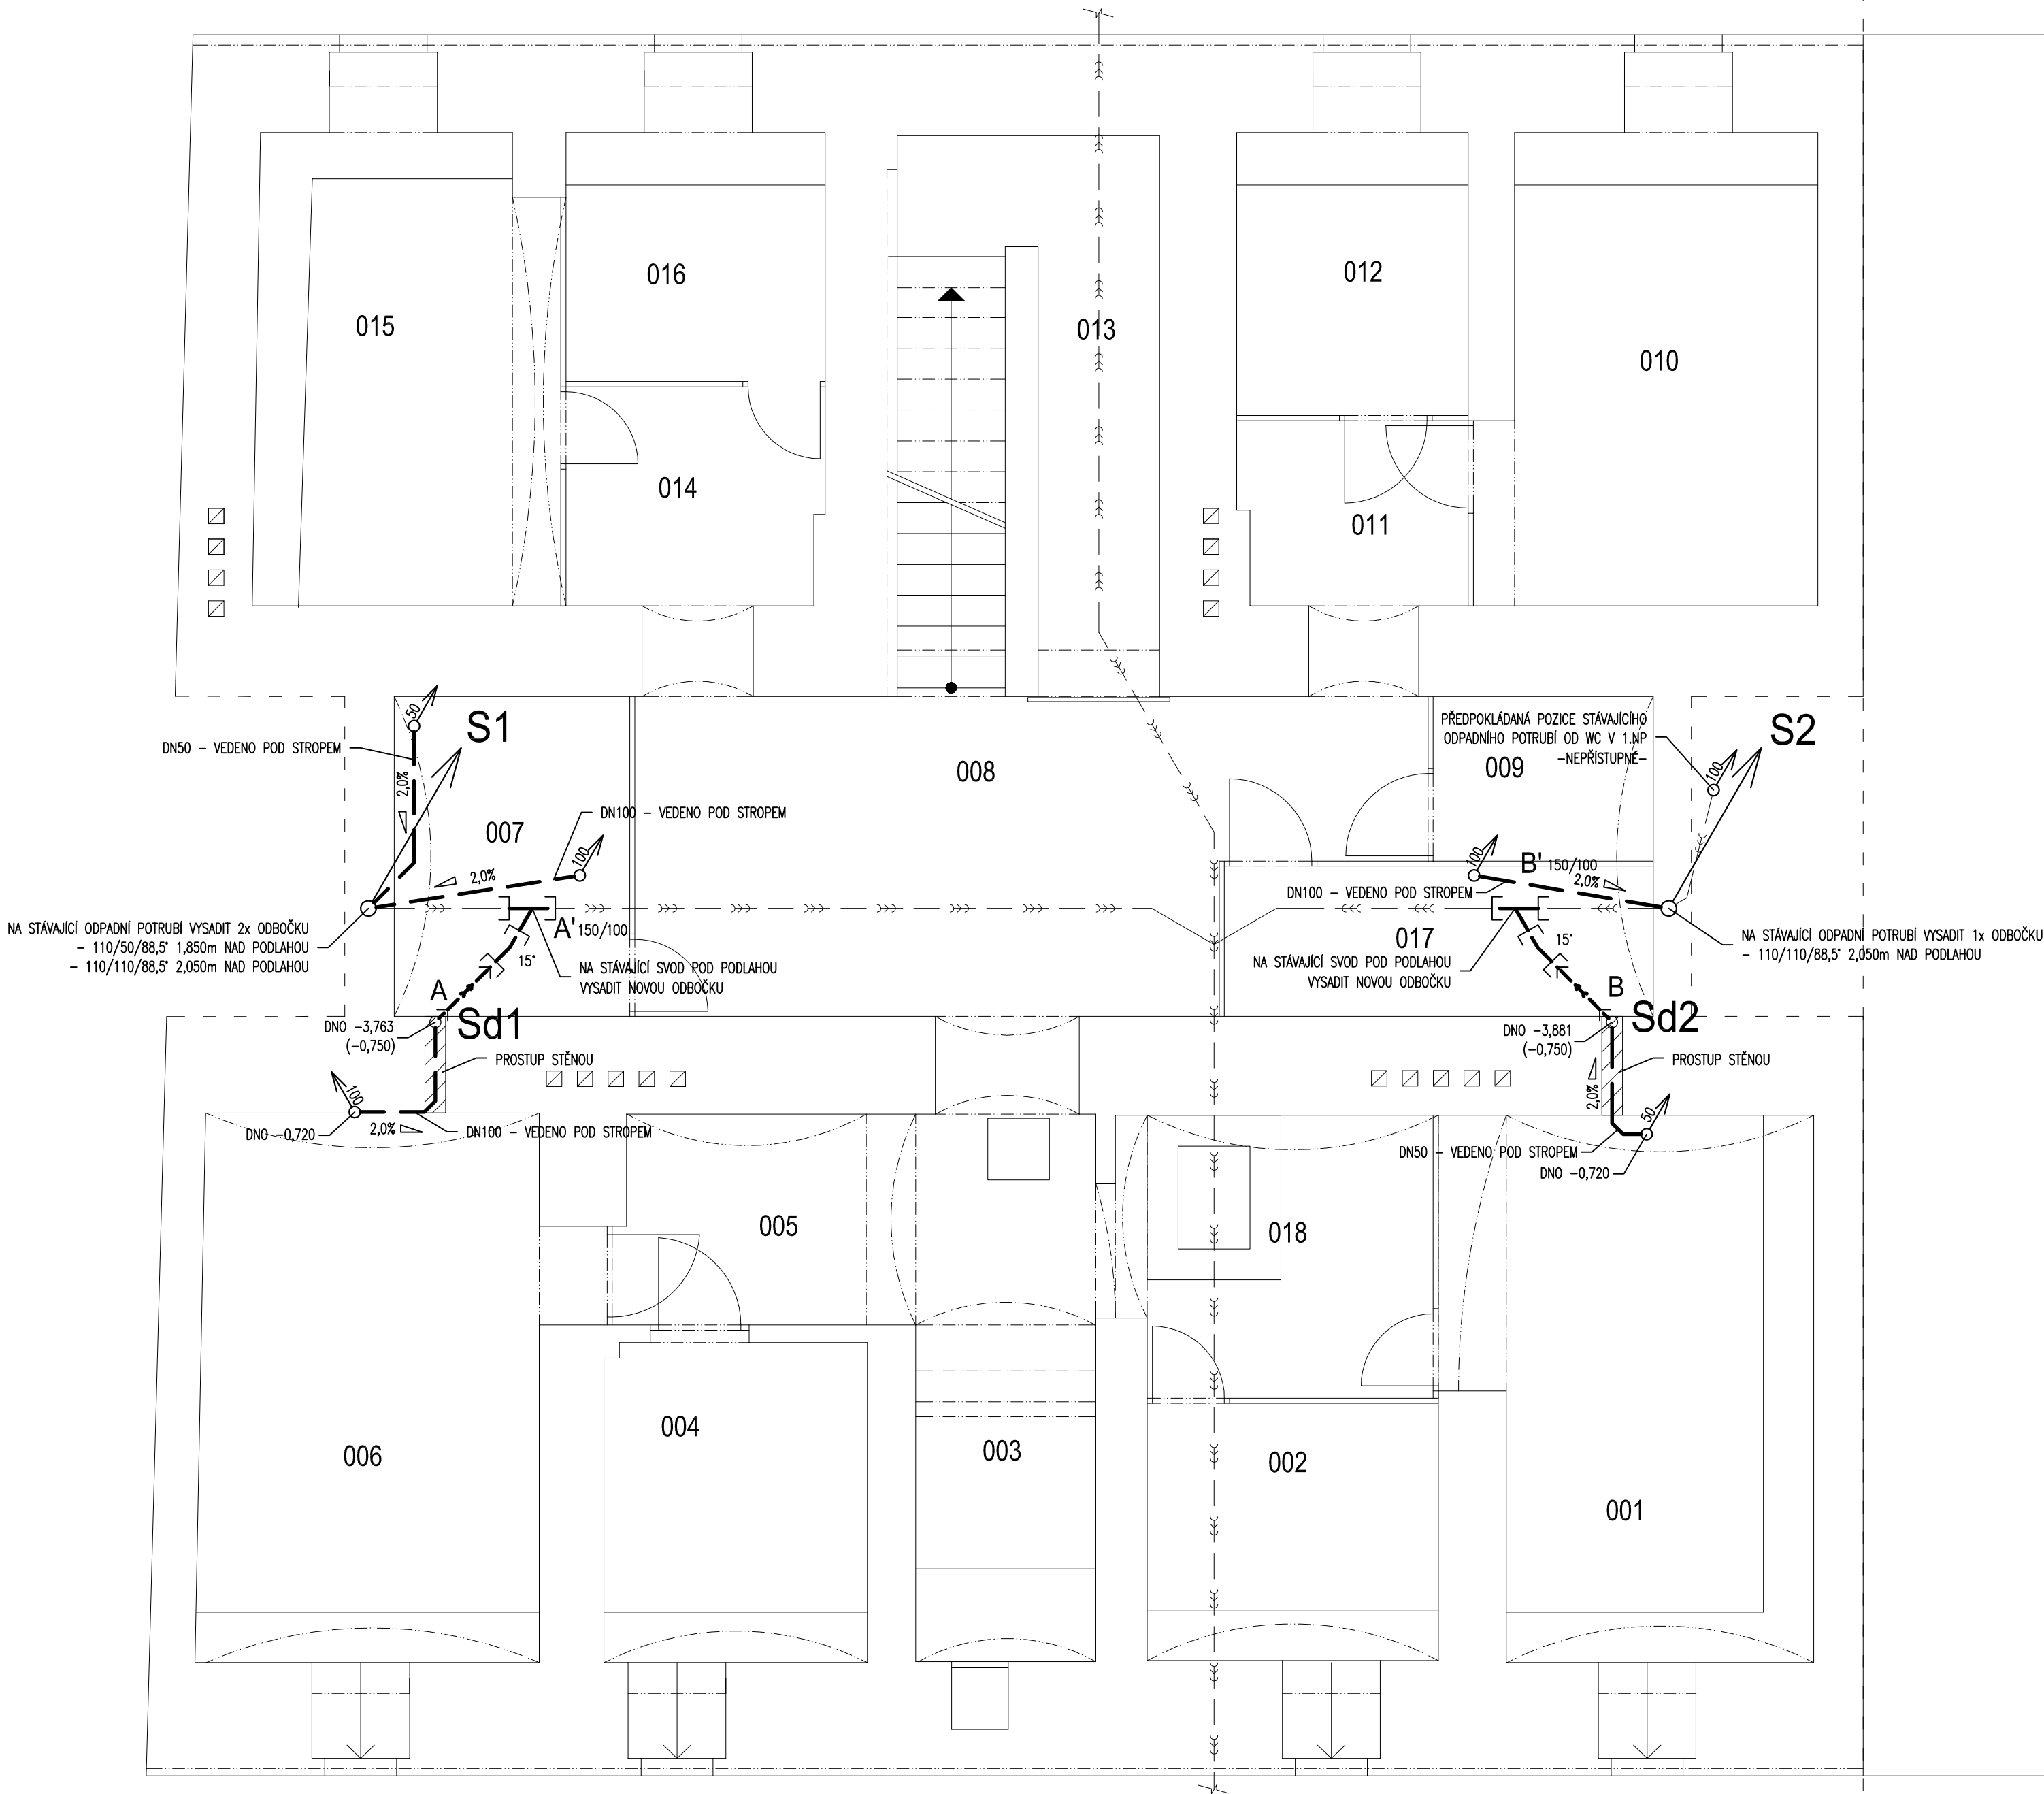 016
012
015
013
010
014
011
50
S1
DN50 – VEDENO POD STROPEM
2,0%
PŘEDPOKLÁDANÁ POZICE STÁVAJÍCÍHO
ODPADNÍHO POTRUBÍ OD WC V 1.NP
–NEPŘÍSTUPNÉ–
S2
008
009
100
DN100 – VEDENO POD STROPEM
007
100
2,0%
100
B' 150/100
2,0%
DN100 – VEDENO POD STROPEM
NA STÁVAJÍCÍ ODPADNÍ POTRUBÍ VYSADIT 2x ODBOČKU
– 110/50/88,5° 1,850m NAD PODLAHOU
– 110/110/88,5° 2,050m NAD PODLAHOU
A' 150/100
15°
NA STÁVAJÍCÍ SVOD POD PODLAHOU
VYSADIT NOVOU ODBOČKU
017
15°
NA STÁVAJÍCÍ SVOD POD PODLAHOU
VYSADIT NOVOU ODBOČKU
NA STÁVAJÍCÍ ODPADNÍ POTRUBÍ VYSADIT 1x ODBOČKU
– 110/110/88,5° 2,050m NAD PODLAHOU
A
B
Sd1
Sd2
DNO –3,763
(–0,750)
DNO –3,881
(–0,750)
PROSTUP STĚNOU
PROSTUP STĚNOU
100
2,0%
50
DNO –0,720
2,0%
DN100 – VEDENO POD STROPEM
DN50 – VEDENO POD STROPEM
DNO –0,720
005
018
004
003
006
002
001